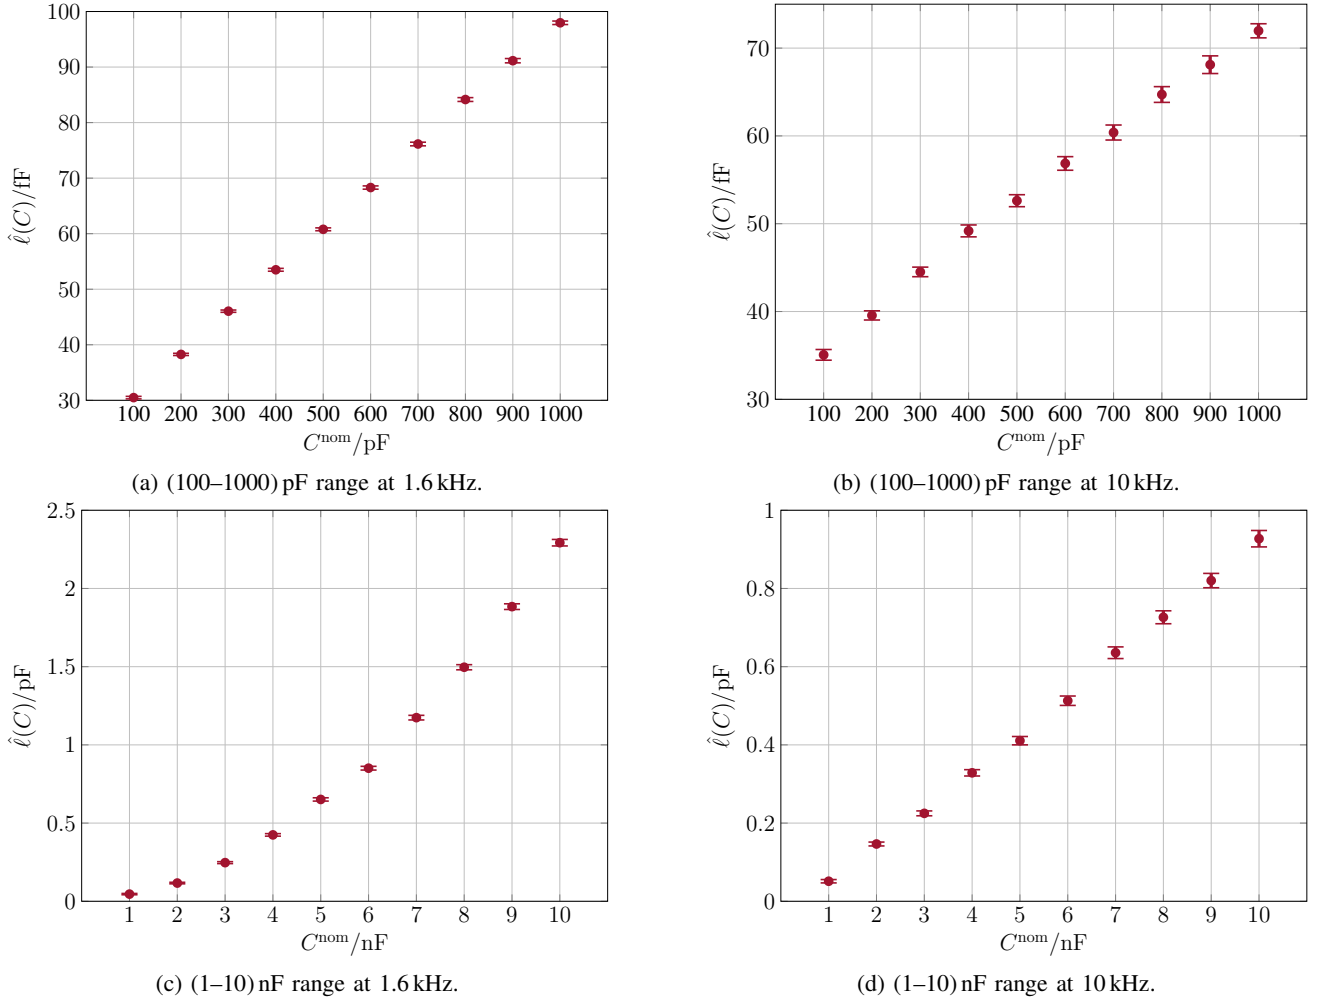 100
90
80
70
60
50
40
30
ℓ̂(C)/fF
100 200 300 400 500 600 700 800 900 1000
C^nom/pF
(a) (100–1000) pF range at 1.6 kHz.
70
60
50
40
30
ℓ̂(C)/fF
100 200 300 400 500 600 700 800 900 1000
C^nom/pF
(b) (100–1000) pF range at 10 kHz.
2.5
2
1.5
1
0.5
0
ℓ̂(C)/pF
1 2 3 4 5 6 7 8 9 10
C^nom/nF
(c) (1–10) nF range at 1.6 kHz.
1
0.8
0.6
0.4
0.2
0
ℓ̂(C)/pF
1 2 3 4 5 6 7 8 9 10
C^nom/nF
(d) (1–10) nF range at 10 kHz.